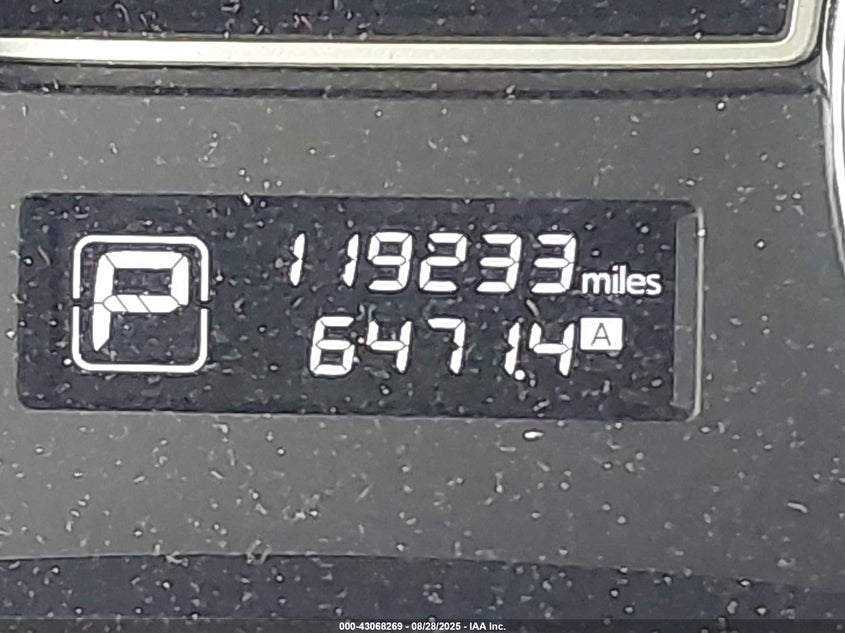 P
119233 miles
6471.4 A
000-43068269 - 08/28/2025 - IAA Inc.